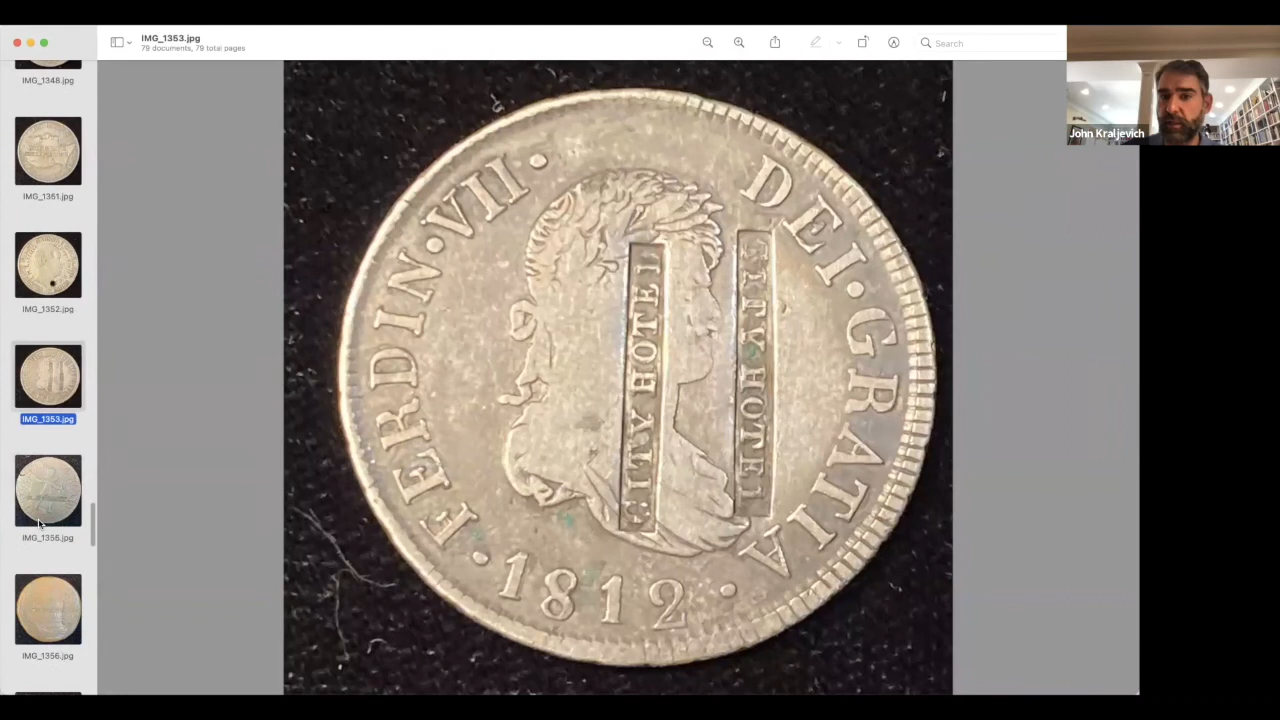 IMG_1353.jpg
79 documents, 79 total pages
Search
John Kraljevich
IMG_1348.jpg
IMG_1351.jpg
IMG_1352.jpg
IMG_1353.jpg
IMG_1355.jpg
IMG_1356.jpg
·FERDIN·VII· DEI·GRATIA
·1812·
CITY HOTEL
CITY HOTEL